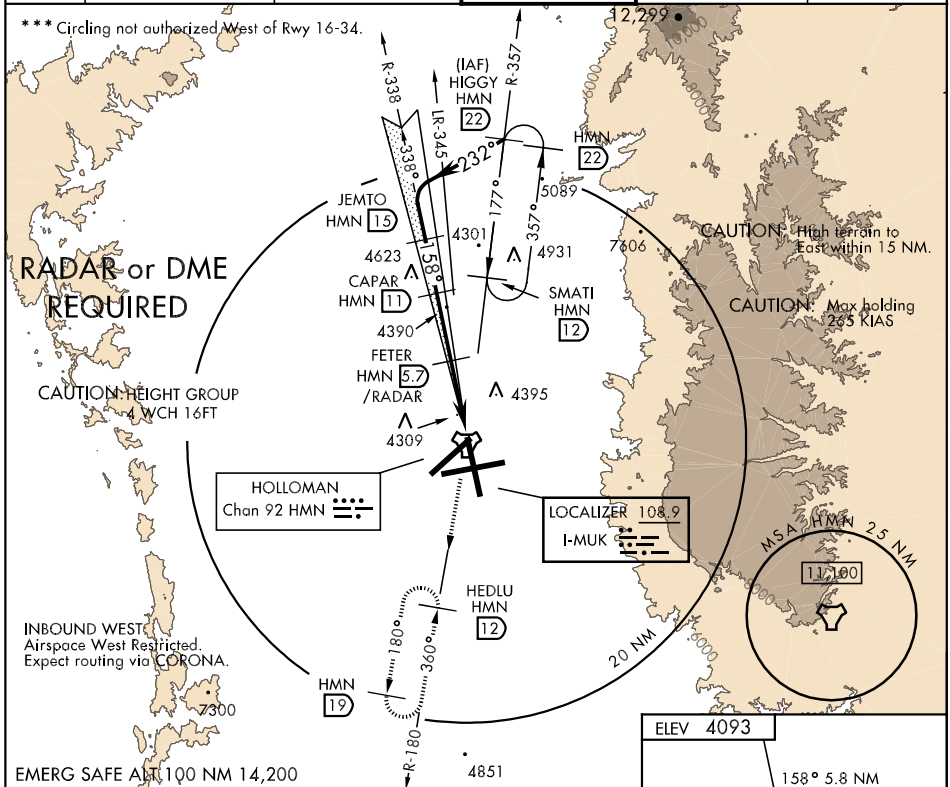 *** Circling not authorized West of Rwy 16-34.
12,299
10,000
6000
8000
R-338
LR-345
R-357
(IAF)
HIGGY
HMN
22
HMN
22
338°
232°
177°
357°
5089
JEMTO
HMN 15
4301
4931
7606
CAUTION: High terrain to
East within 15 NM.
4623
158°
RADAR or DME
REQUIRED
CAPAR
HMN 11
SMATI
HMN
12
CAUTION: Max holding
265 KIAS
4390
FETER
HMN 5.7
/RADAR
CAUTION: HEIGHT GROUP
4 WCH 16FT
4395
4309
HOLLOMAN
Chan 92 HMN
LOCALIZER 108.9
I-MUK
MSA HMN 25 NM
11,100
8000
HEDLU
HMN
12
180°
360°
INBOUND WEST:
Airspace West Restricted.
Expect routing via CORONA.
20 NM
6000
HMN
19
7300
R-180
4851
ELEV 4093
EMERG SAFE ALT 100 NM 14,200
158° 5.8 NM